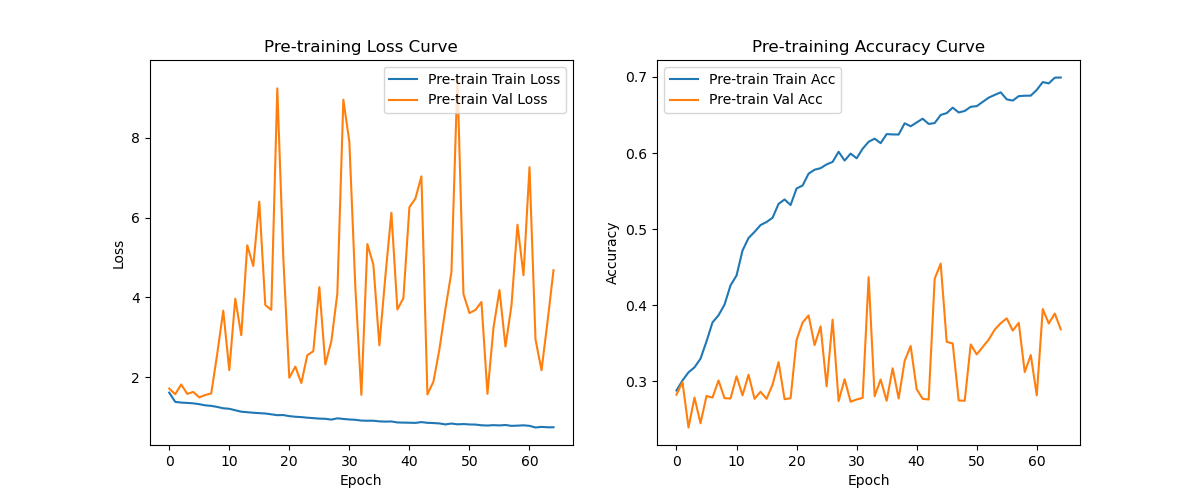 Pre-training Loss Curve
Pre-train Train Loss
Pre-train Val Loss
Loss
8
6
4
2
0
10
20
30
40
50
60
Epoch
Pre-training Accuracy Curve
Pre-train Train Acc
Pre-train Val Acc
Accuracy
0.7
0.6
0.5
0.4
0.3
0
10
20
30
40
50
60
Epoch